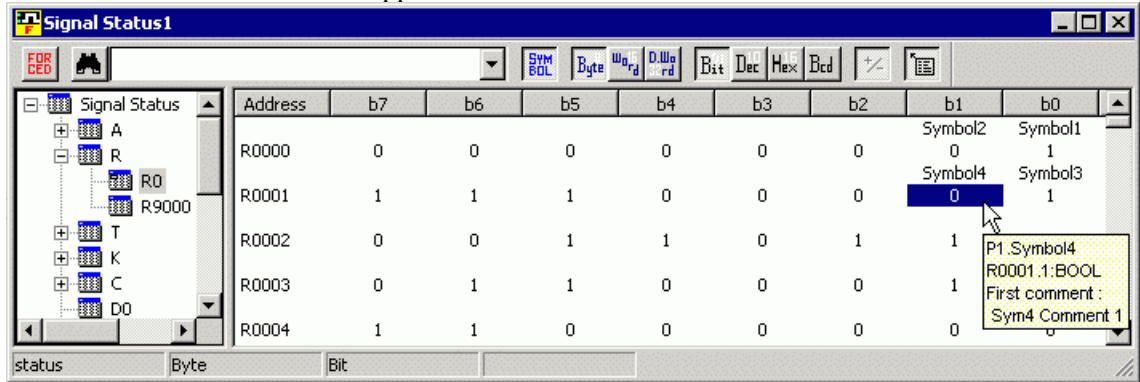 Signal Status1
FOR CED SYM BOL Byte Word D.Word Bit Dec Hex Bcd +/-
Signal Status
A
R
R0
R9000
T
K
C
D0
Address b7 b6 b5 b4 b3 b2 b1 b0
Symbol2 Symbol1
R0000 0 0 0 0 0 0 0 1
Symbol4 Symbol3
R0001 1 1 1 0 0 0 0 1
R0002 0 0 1 1 0 1 1
R0003 0 1 1 0 0 0 1
R0004 1 1 0 0 0 0 0 0
P1.Symbol4
R0001.1:BOOL
First comment :
Sym4 Comment 1
status Byte Bit